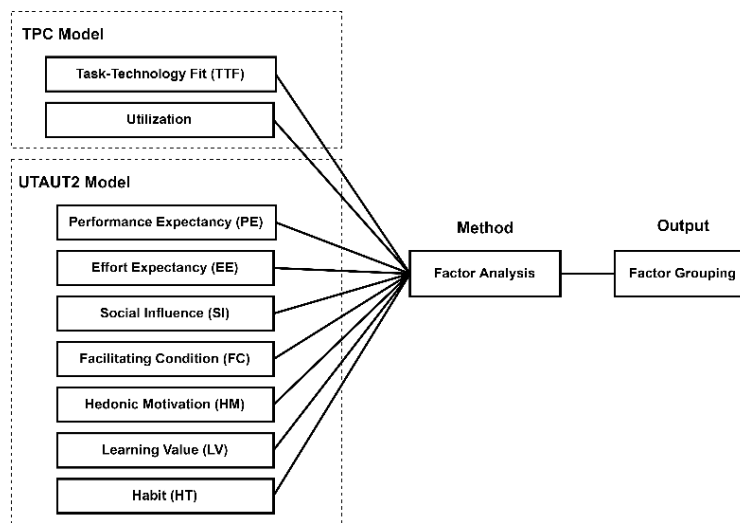 TPC Model
Task-Technology Fit (TTF)
Utilization
UTAUT2 Model
Performance Expectancy (PE)
Effort Expectancy (EE)
Social Influence (SI)
Facilitating Condition (FC)
Hedonic Motivation (HM)
Learning Value (LV)
Habit (HT)
Method
Factor Analysis
Output
Factor Grouping